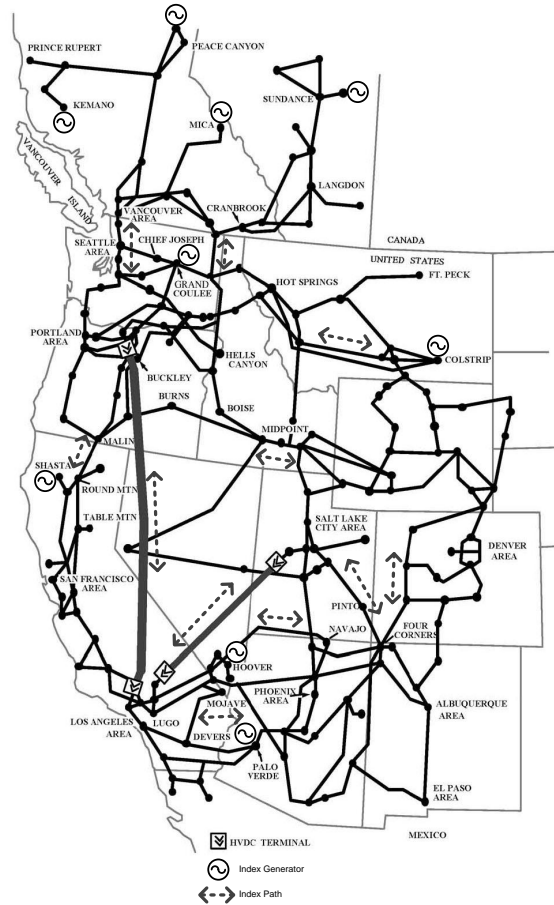 PRINCE RUPERT
PEACE CANYON
KEMANO
MICA
SUNDANCE
VANCOUVER
ISLAND
LANGDON
VANCOUVER
AREA
CRANBROOK
SEATTLE
AREA
CHIEF JOSEPH
CANADA
UNITED STATES
GRAND
COULEE
HOT SPRINGS
FT. PECK
PORTLAND
AREA
HELLS
CANYON
COLSTRIP
BUCKLEY
BURNS
BOISE
MALIN
MIDPOINT
SHASTA
ROUND MTN
TABLE MTN
SALT LAKE
CITY AREA
DENVER
AREA
SAN FRANCISCO
AREA
PINTO
NAVAJO
FOUR
CORNERS
HOOVER
PHOENIX
AREA
MOJAVE
LUGO
LOS ANGELES
AREA
DEVERS
PALO
VERDE
ALBUQUERQUE
AREA
EL PASO
AREA
MEXICO
HVDC TERMINAL
Index Generator
Index Path